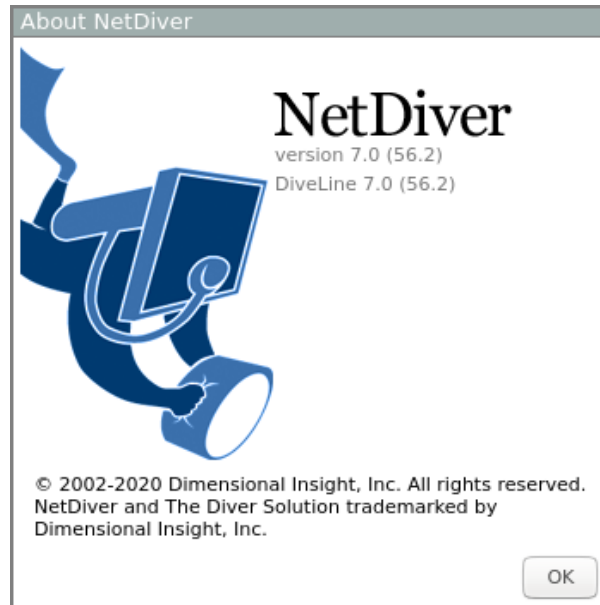 About NetDiver
NetDiver
version 7.0 (56.2)
DiveLine 7.0 (56.2)
© 2002-2020 Dimensional Insight, Inc. All rights reserved.
NetDiver and The Diver Solution trademarked by
Dimensional Insight, Inc.
OK